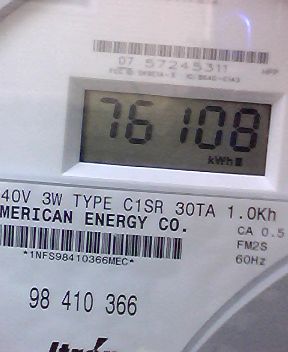 07 57245311
76108
kWh
40V 3W TYPE C1SR 30TA 1.0Kh
MERICAN ENERGY CO. CA 0.5
FM2S
*1NFS98410366MEC* 60Hz
98 410 366
Itrón